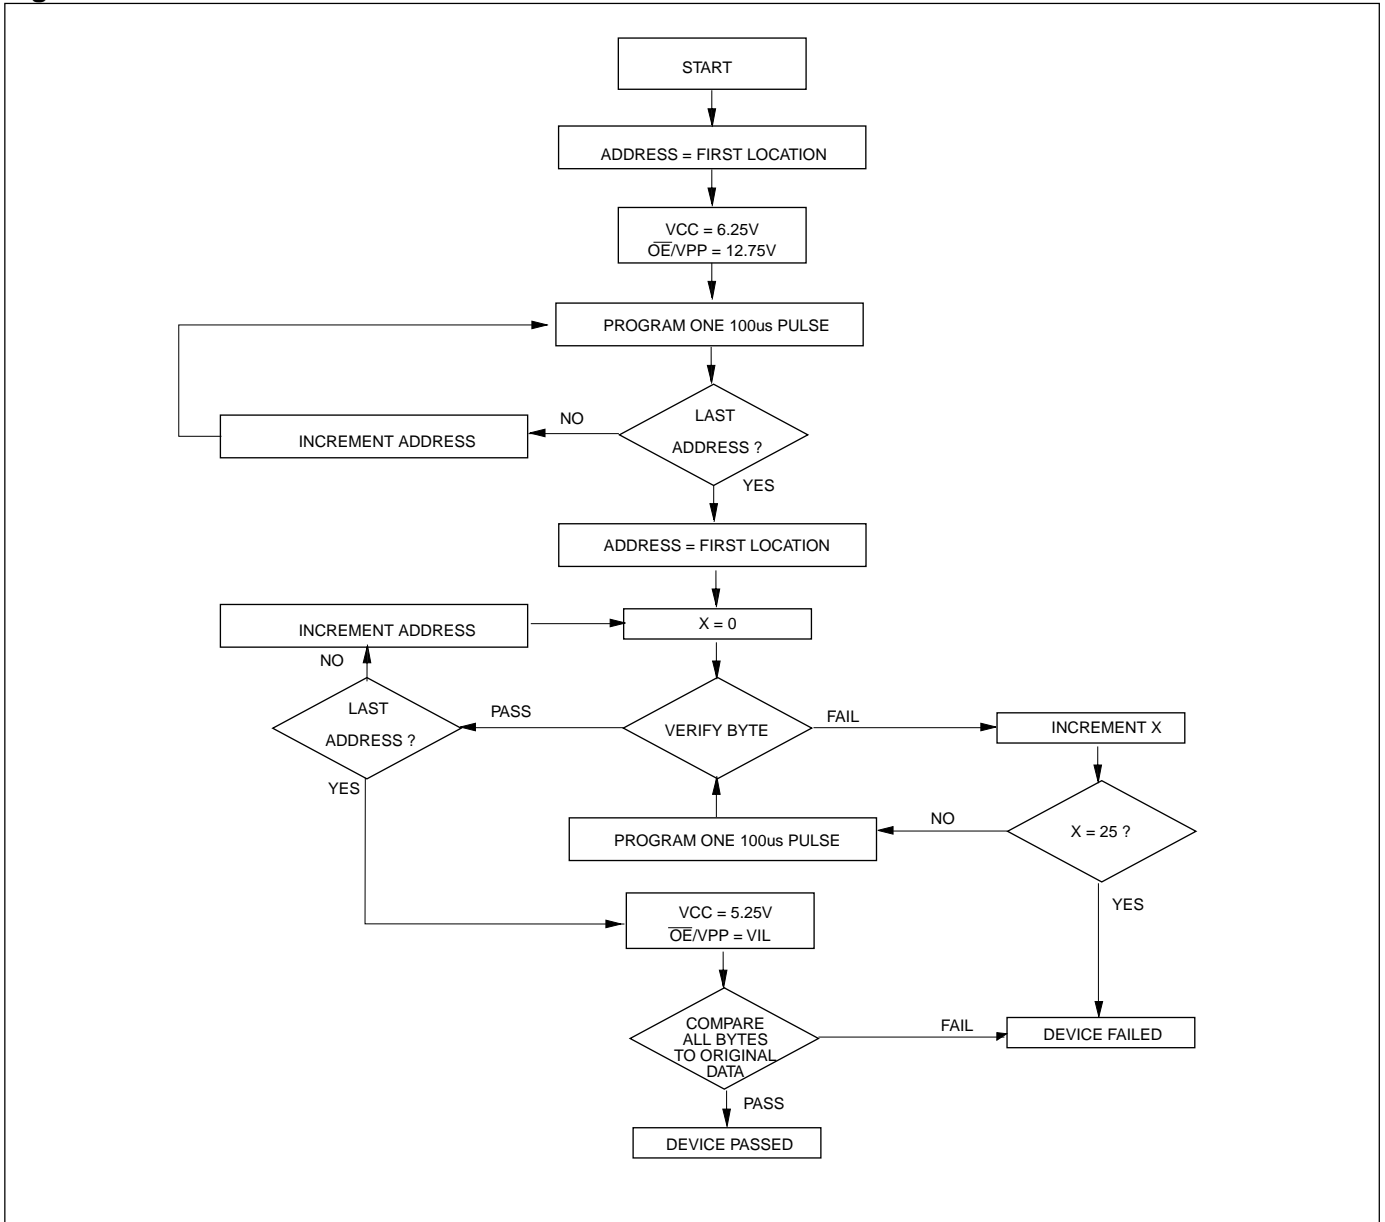 START
ADDRESS = FIRST LOCATION
VCC = 6.25V
OE/VPP = 12.75V
PROGRAM ONE 100us PULSE
LAST
ADDRESS ?
NO
INCREMENT ADDRESS
YES
ADDRESS = FIRST LOCATION
INCREMENT ADDRESS
X = 0
NO
LAST
ADDRESS ?
PASS
VERIFY BYTE
FAIL
INCREMENT X
YES
PROGRAM ONE 100us PULSE
NO
X = 25 ?
YES
VCC = 5.25V
OE/VPP = VIL
COMPARE
ALL BYTES
TO ORIGINAL
DATA
FAIL
DEVICE FAILED
PASS
DEVICE PASSED